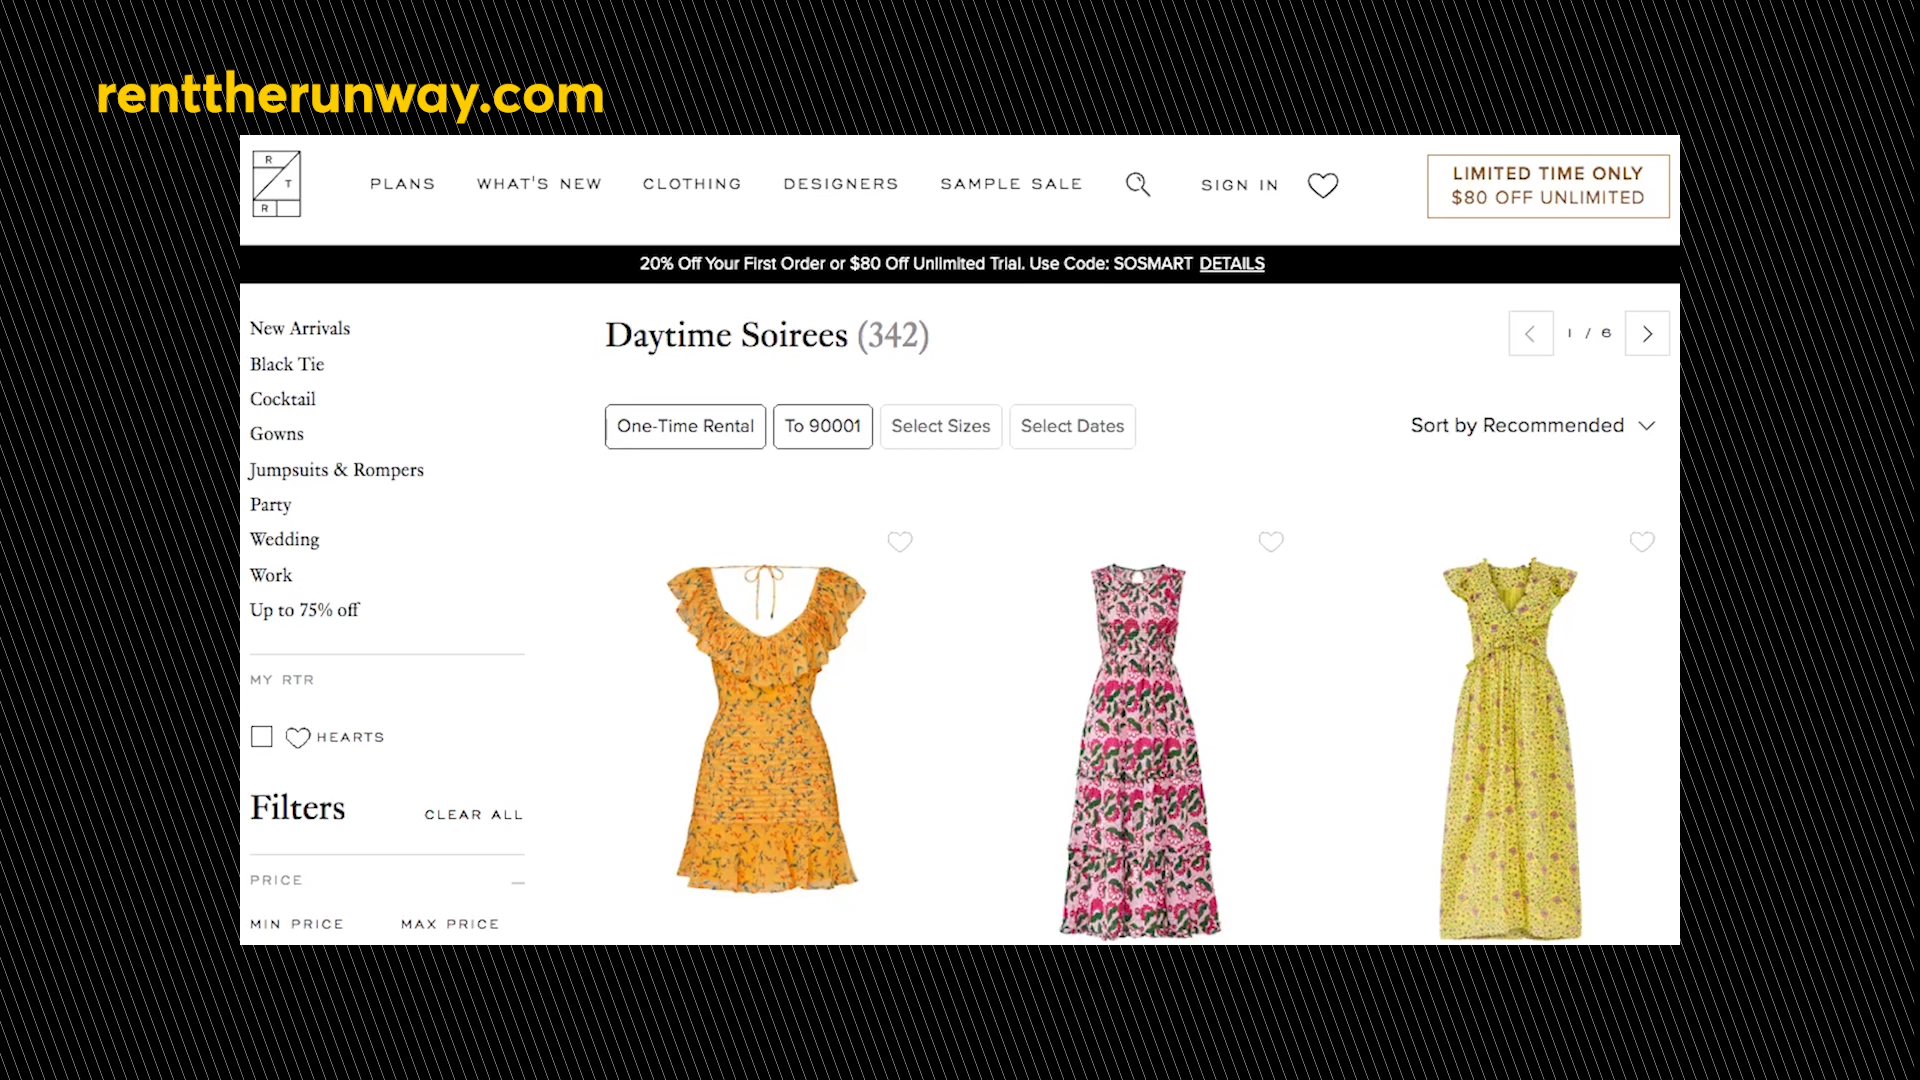 renttherunway.com
R
T
R
PLANS
WHAT'S NEW
CLOTHING
DESIGNERS
SAMPLE SALE
SIGN IN
LIMITED TIME ONLY
$80 OFF UNLIMITED
20% Off Your First Order or $80 Off Unlimited Trial. Use Code: SOSMART DETAILS
New Arrivals
Black Tie
Cocktail
Gowns
Jumpsuits & Rompers
Party
Wedding
Work
Up to 75% off
MY RTR
HEARTS
Filters
CLEAR ALL
PRICE
MIN PRICE
MAX PRICE
Daytime Soirees (342)
1 / 6
One-Time Rental
To 90001
Select Sizes
Select Dates
Sort by Recommended